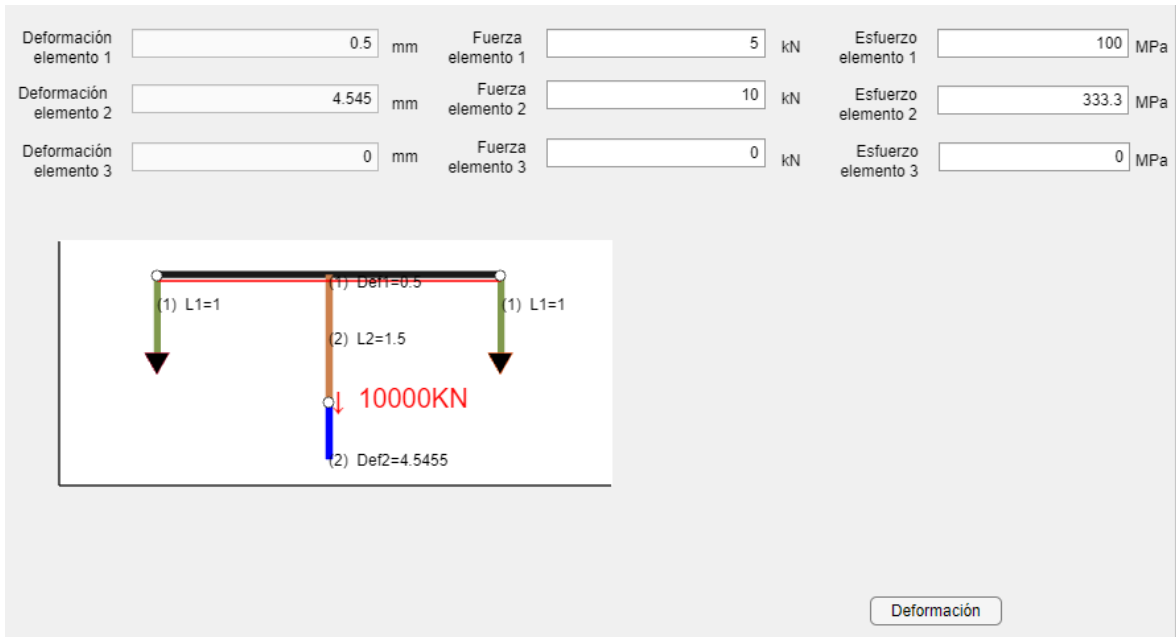 Deformación
elemento 1
0.5
mm
Fuerza
elemento 1
5
kN
Esfuerzo
elemento 1
100
MPa
Deformación
elemento 2
4.545
mm
Fuerza
elemento 2
10
kN
Esfuerzo
elemento 2
333.3
MPa
Deformación
elemento 3
0
mm
Fuerza
elemento 3
0
kN
Esfuerzo
elemento 3
0
MPa
(1) Def1=0.5
(1) L1=1
(1) L1=1
(2) L2=1.5
↓ 10000KN
(2) Def2=4.5455
Deformación